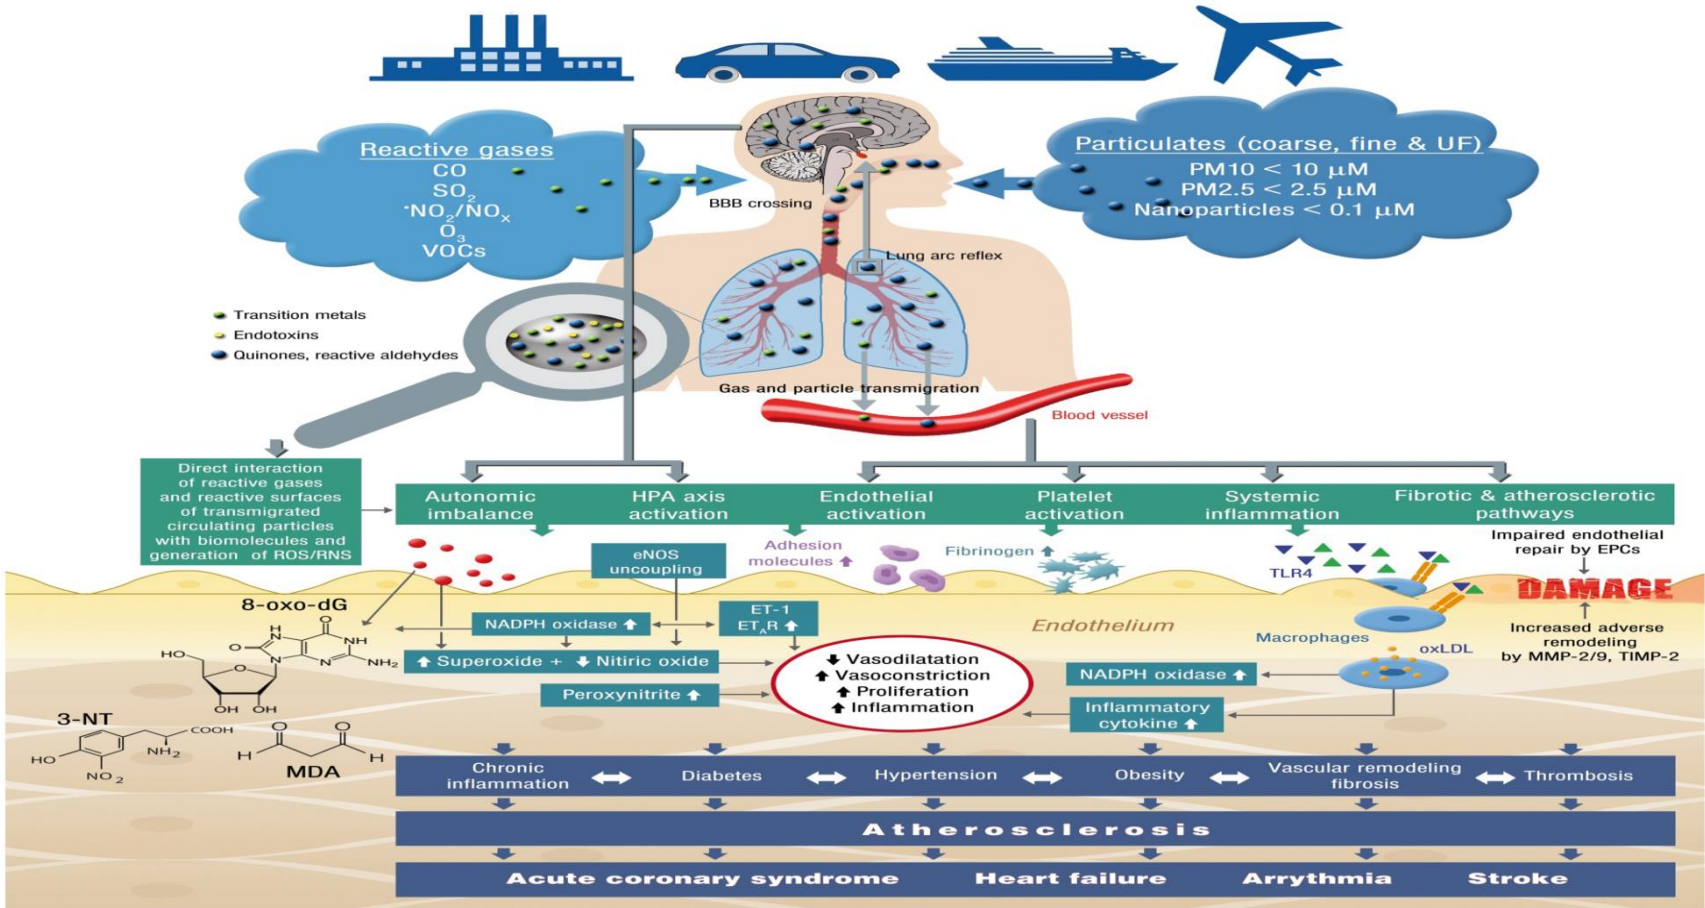 Reactive gases
CO
SO2
•NO2/NOx
O3
VOCs
Particulates (coarse, fine & UF)
PM10 < 10 μM
PM2.5 < 2.5 μM
Nanoparticles < 0.1 μM
BBB crossing
Lung arc reflex
Transition metals
Endotoxins
Quinones, reactive aldehydes
Gas and particle transmigration
Blood vessel
Direct interaction
of reactive gases
and reactive surfaces
of transmigrated
circulating particles
with biomolecules and
generation of ROS/RNS
Autonomic
imbalance
HPA axis
activation
Endothelial
activation
Platelet
activation
Systemic
inflammation
Fibrotic & atherosclerotic
pathways
eNOS
uncoupling
Adhesion
molecules
Fibrinogen
TLR4
Impaired endothelial
repair by EPCs
DAMAGE
Increased adverse
remodeling
by MMP-2/9, TIMP-2
8-oxo-dG
O
N
H
NH
O
N
N
NH2
HO
O
OH
OH
NADPH oxidase
ET-1
ETAR
Endothelium
Macrophages
oxLDL
Superoxide + Nitiric oxide
Peroxynitrite
Vasodilatation
Vasoconstriction
Proliferation
Inflammation
NADPH oxidase
Inflammatory
cytokine
3-NT
COOH
NH2
HO
NO2
O
O
H
H
MDA
Chronic
inflammation
Diabetes
Hypertension
Obesity
Vascular remodeling
fibrosis
Thrombosis
Atherosclerosis
Acute coronary syndrome
Heart failure
Arrythmia
Stroke